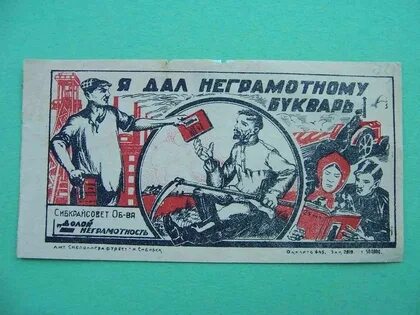 Я ДАЛ НЕГРАМОТНОМУ
БУКВАРЬ!
СИБКРАЙСОВЕТ ОБ-ВА
"ДОЛОЙ
НЕГРАМОТНОСТЬ